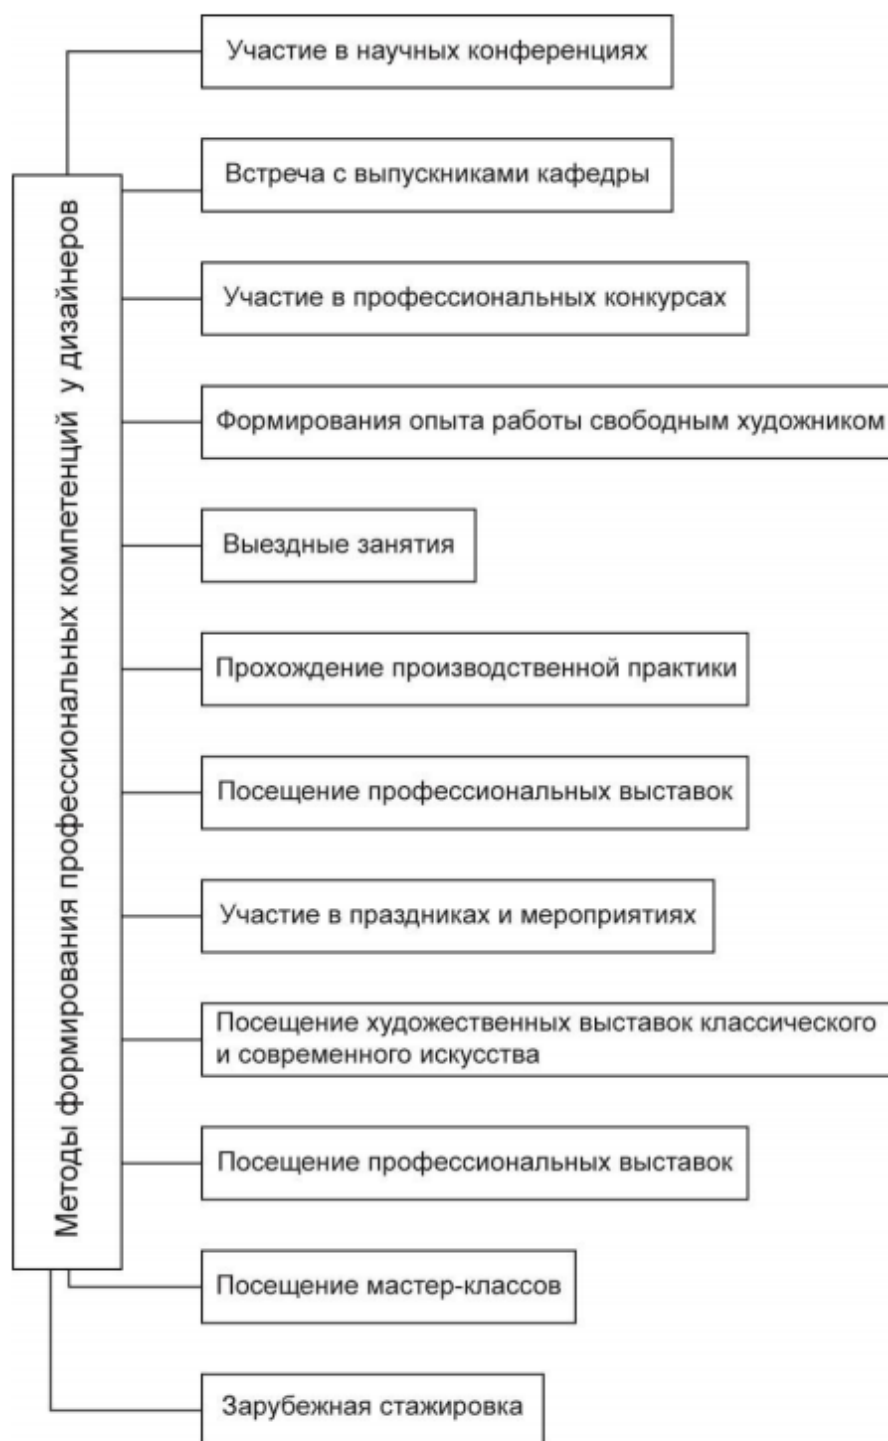 Методы формирования профессиональных компетенций у дизайнеров
Участие в научных конференциях
Встреча с выпускниками кафедры
Участие в профессиональных конкурсах
Формирования опыта работы свободным художником
Выездные занятия
Прохождение производственной практики
Посещение профессиональных выставок
Участие в праздниках и мероприятиях
Посещение художественных выставок классического
и современного искусства
Посещение профессиональных выставок
Посещение мастер-классов
Зарубежная стажировка